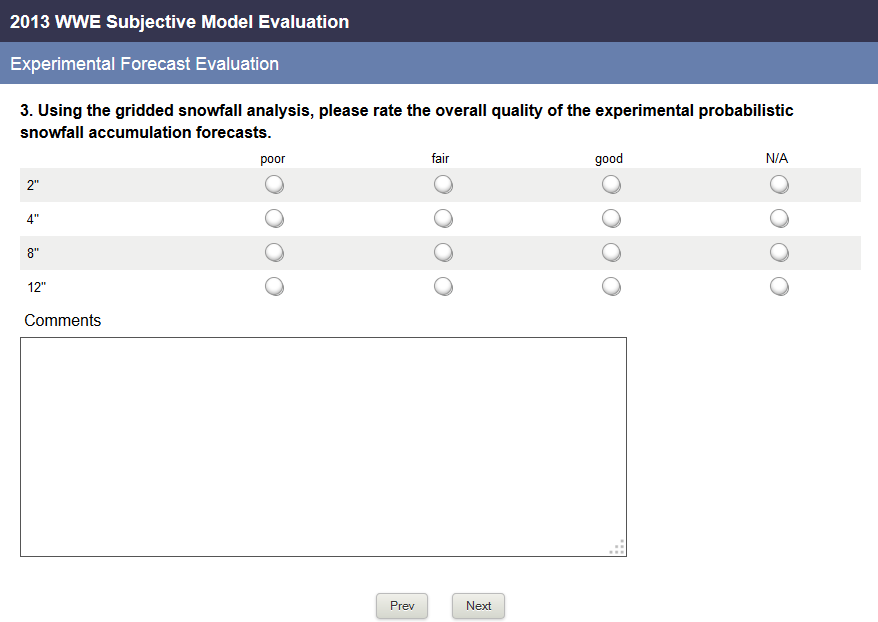 2013 WWE Subjective Model Evaluation
Experimental Forecast Evaluation
3. Using the gridded snowfall analysis, please rate the overall quality of the experimental probabilistic
snowfall accumulation forecasts.
poor fair good N/A
2"
4"
8"
12"
Comments
Prev Next